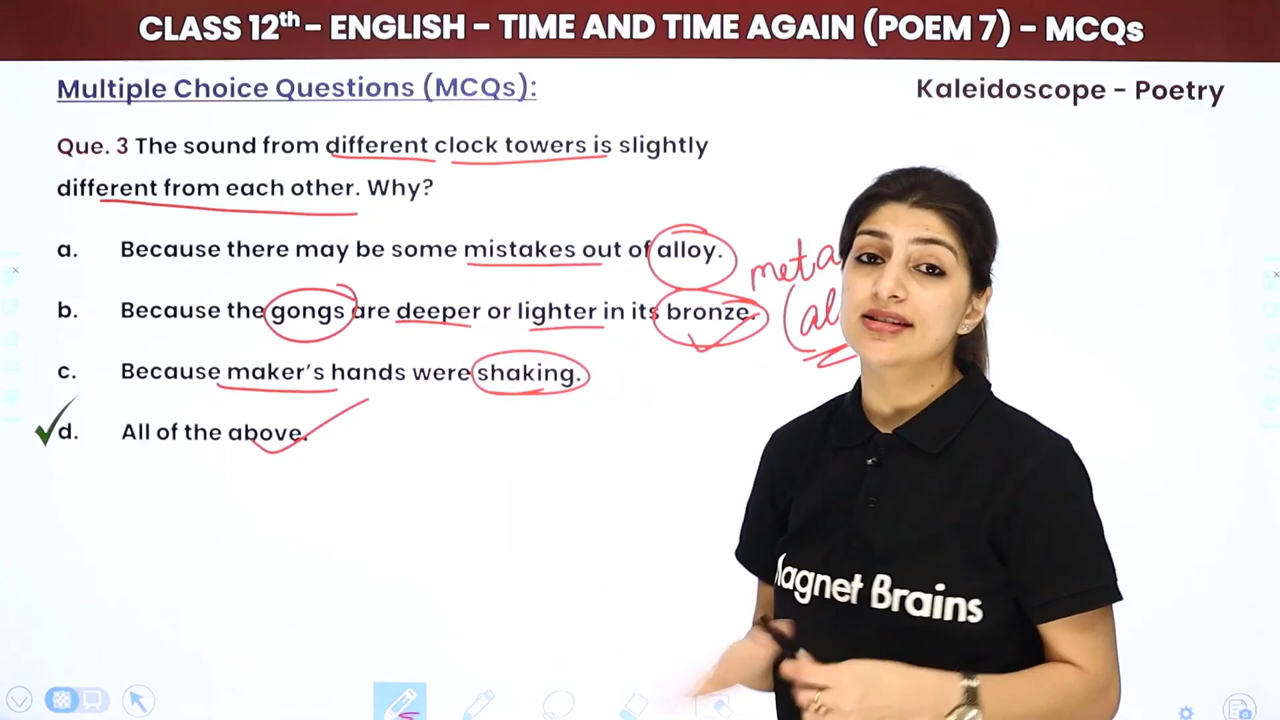 CLASS 12th – ENGLISH – TIME AND TIME AGAIN (POEM 7) – MCQs
Multiple Choice Questions (MCQs):
Kaleidoscope - Poetry
Que. 3 The sound from different clock towers is slightly
different from each other. Why?
a. Because there may be some mistakes out of alloy.
b. Because the gongs are deeper or lighter in its bronze.
c. Because maker's hands were shaking.
d. All of the above.
Magnet Brains